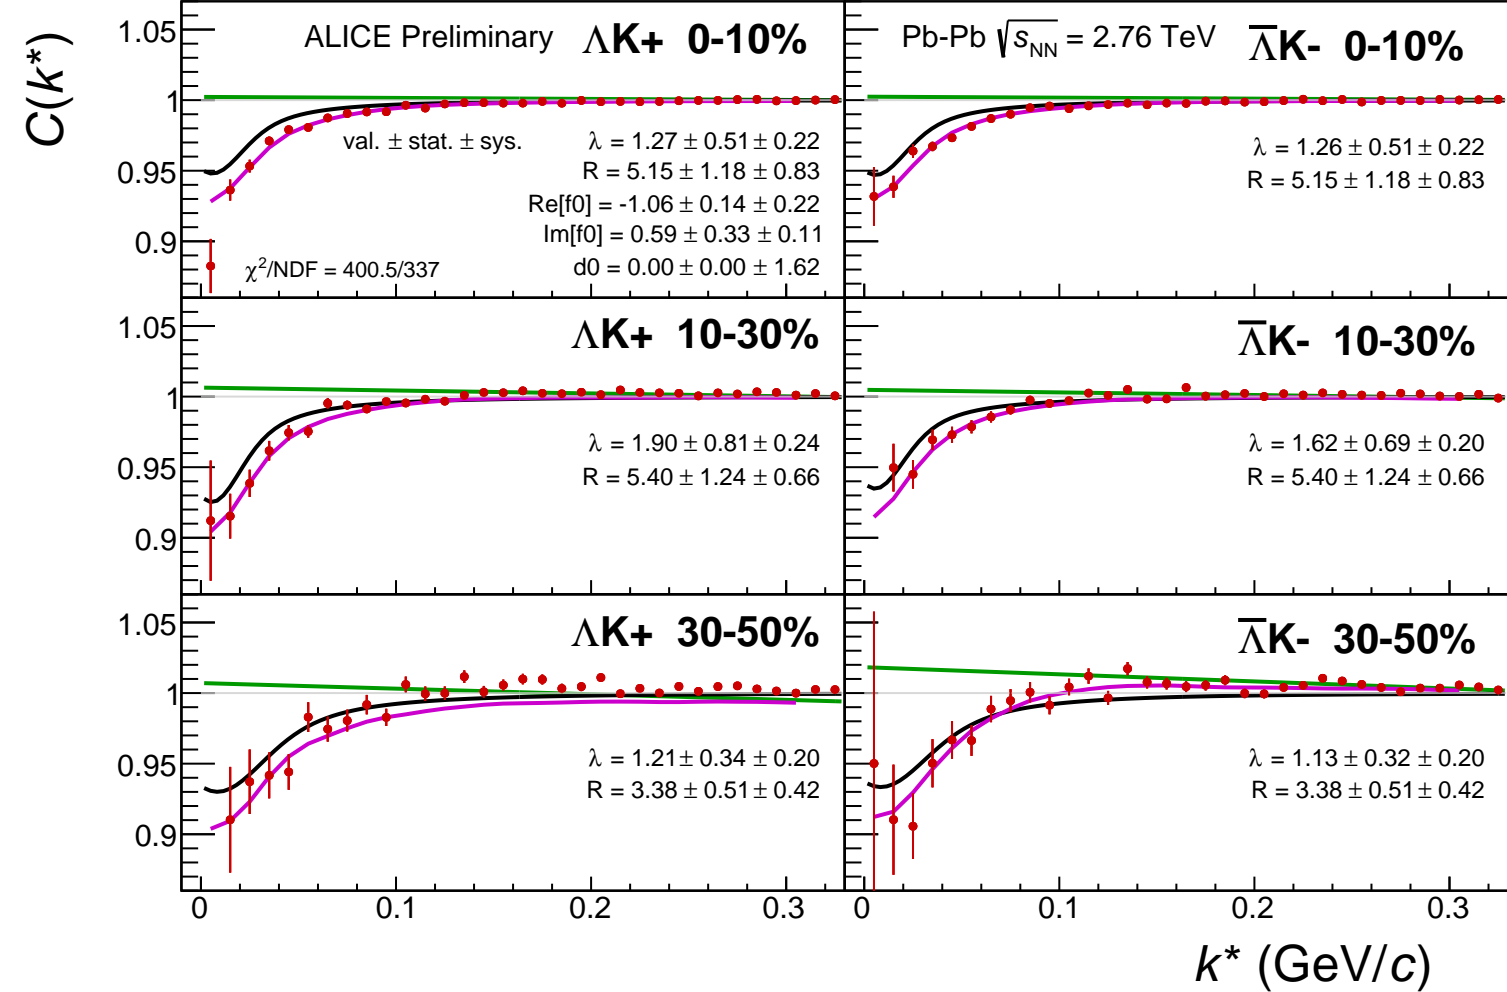 C(k*)
ALICE Preliminary ΛK+ 0-10%
val. ± stat. ± sys.
λ = 1.27 ± 0.51 ± 0.22
R = 5.15 ± 1.18 ± 0.83
Re[f0] = -1.06 ± 0.14 ± 0.22
Im[f0] = 0.59 ± 0.33 ± 0.11
d0 = 0.00 ± 0.00 ± 1.62
χ²/NDF = 400.5/337
1.05
1
0.95
0.9
Pb-Pb √sNN = 2.76 TeV Λ̅K- 0-10%
λ = 1.26 ± 0.51 ± 0.22
R = 5.15 ± 1.18 ± 0.83
ΛK+ 10-30%
λ = 1.90 ± 0.81 ± 0.24
R = 5.40 ± 1.24 ± 0.66
1.05
1
0.95
0.9
Λ̅K- 10-30%
λ = 1.62 ± 0.69 ± 0.20
R = 5.40 ± 1.24 ± 0.66
ΛK+ 30-50%
λ = 1.21 ± 0.34 ± 0.20
R = 3.38 ± 0.51 ± 0.42
1.05
1
0.95
0.9
Λ̅K- 30-50%
λ = 1.13 ± 0.32 ± 0.20
R = 3.38 ± 0.51 ± 0.42
0 0.1 0.2 0.3
0 0.1 0.2 0.3
k* (GeV/c)